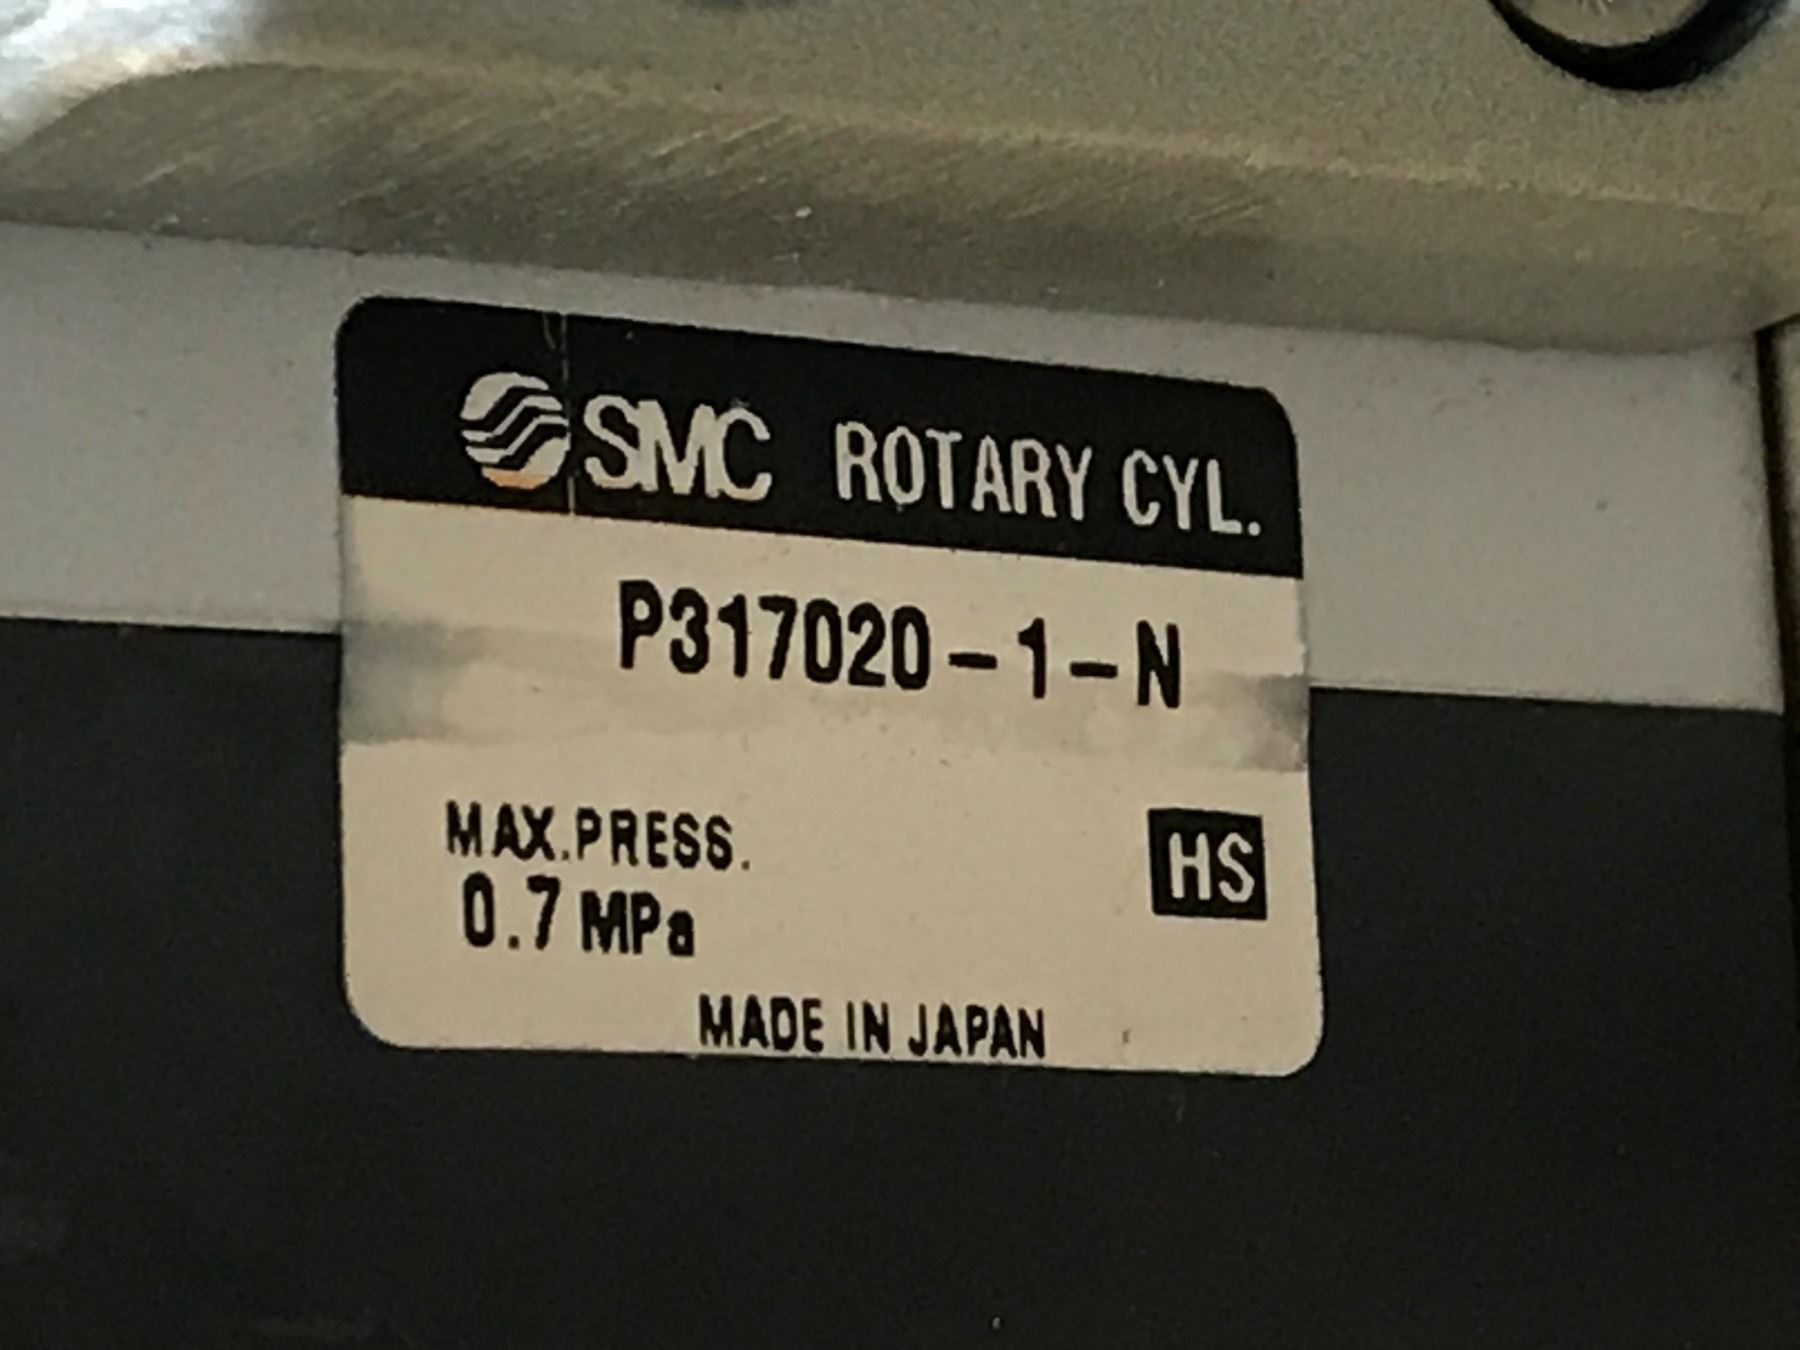 SMC ROTARY CYL.
P317020-1-N
MAX.PRESS.
0.7 MPa
HS
MADE IN JAPAN